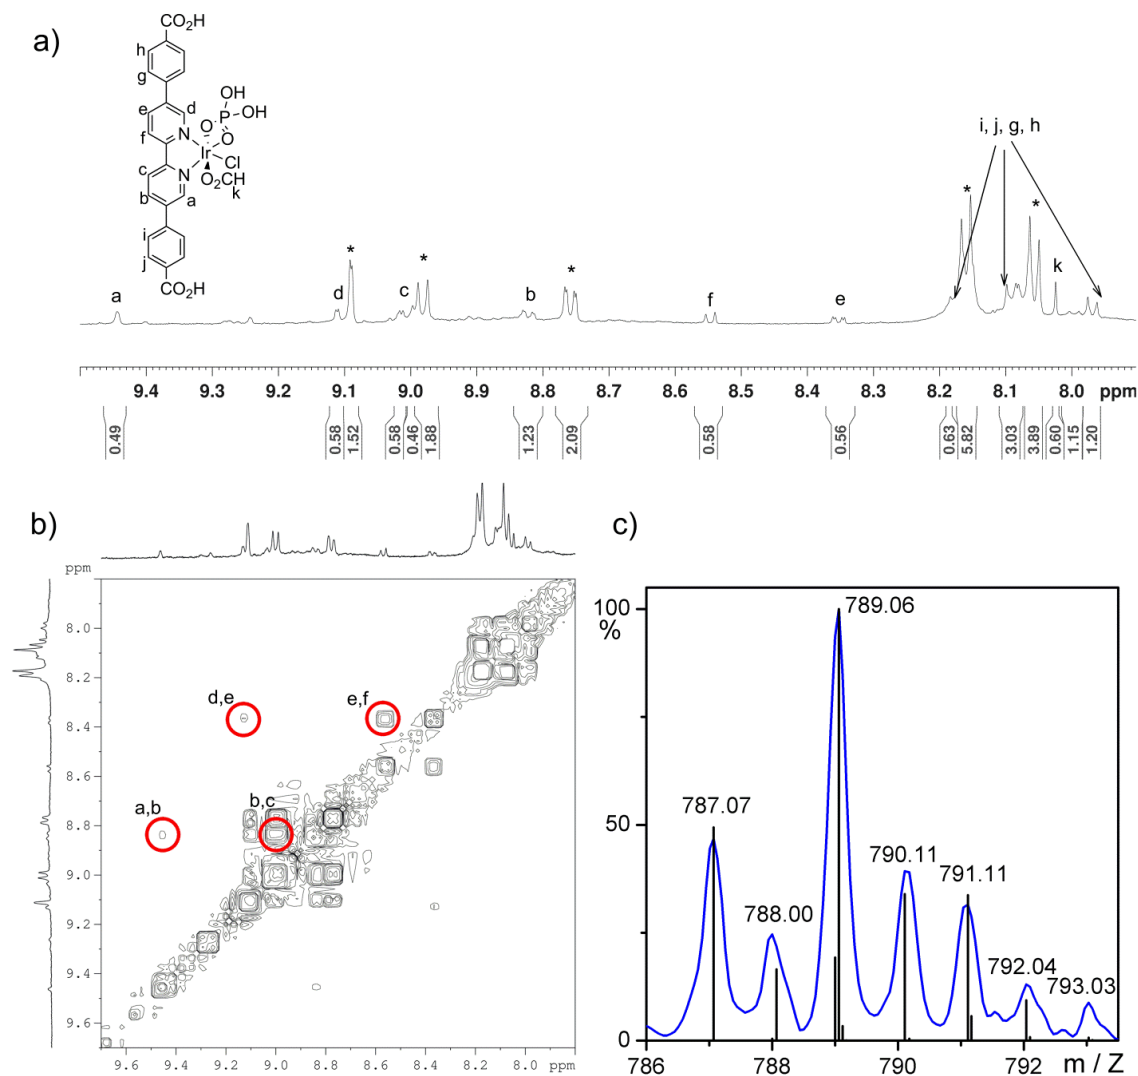 a)
CO₂H
h
g
e
d
f
N
O
P
OH
OH
O
Ir
Cl
c
N
O₂CH
k
b
a
i
j
CO₂H
i, j, g, h
a
d
*
c
*
b
*
f
e
*
*
k
9.4 9.3 9.2 9.1 9.0 8.9 8.8 8.7 8.6 8.5 8.4 8.3 8.2 8.1 8.0 ppm
0.49 0.58 1.52 0.58 0.46 1.88 1.23 2.09 0.58 0.56 0.63 5.82 3.03 3.89 0.60 1.15 1.20
b)
ppm
8.0
8.2
8.4
8.6
8.8
9.0
9.2
9.4
9.6
d,e
e,f
a,b
b,c
9.6 9.4 9.2 9.0 8.8 8.6 8.4 8.2 8.0 ppm
c)
100
%
50
0
789.06
787.07
788.00
790.11
791.11
792.04
793.03
786 788 790 792 m / Z